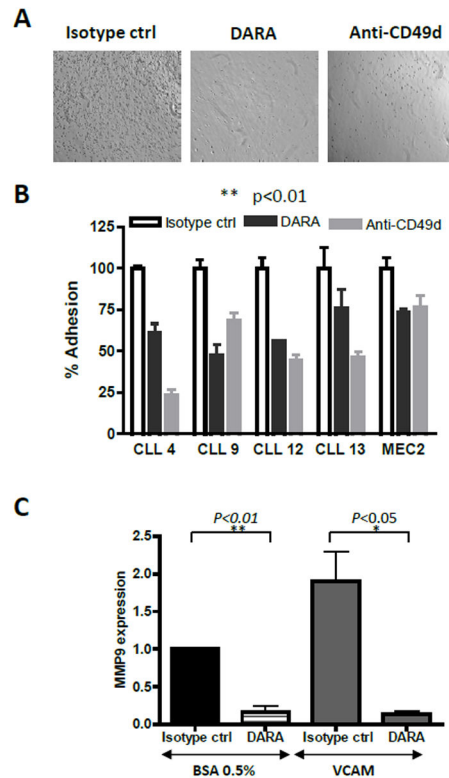 A
Isotype ctrl DARA Anti-CD49d
B
** p<0.01
Isotype ctrl DARA Anti-CD49d
% Adhesion
125
100
75
50
25
0
CLL 4 CLL 9 CLL 12 CLL 13 MEC2
C
P<0.01 P<0.05
** *
MMP9 expression
2.5
2.0
1.5
1.0
0.5
0.0
Isotype ctrl DARA Isotype ctrl DARA
BSA 0.5% VCAM